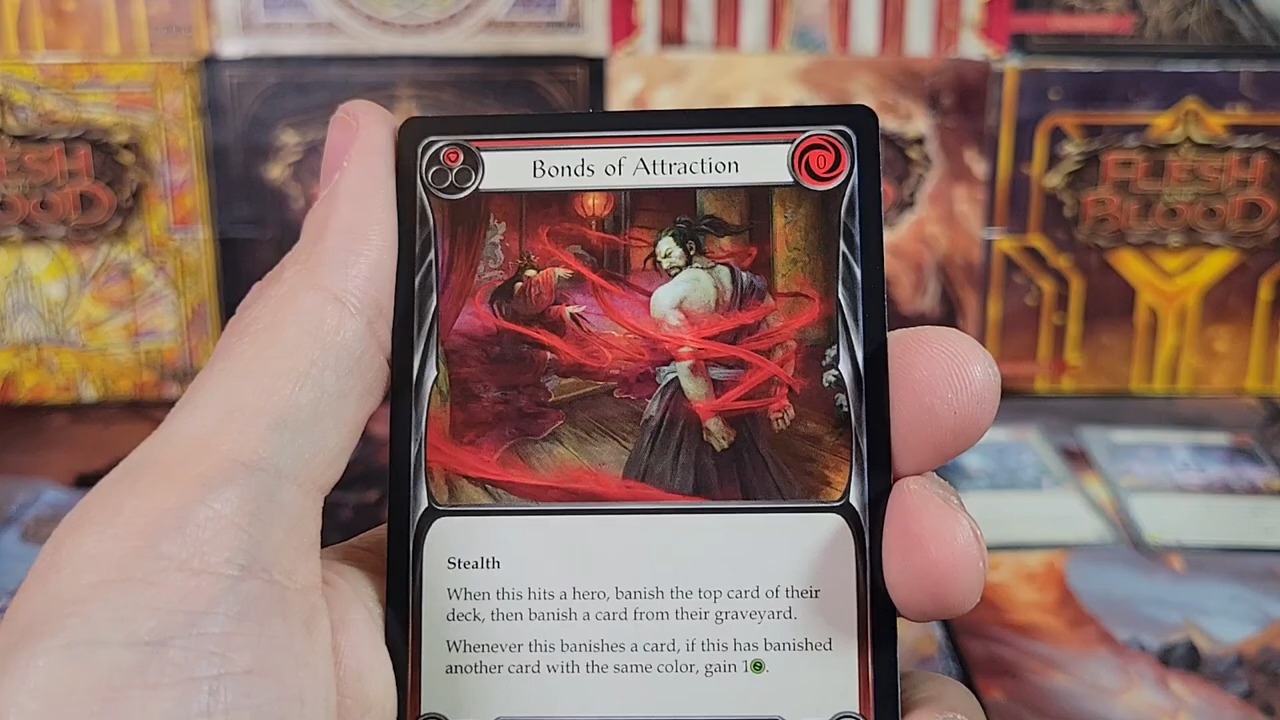 FLESH
BLOOD
Bonds of Attraction
0
Stealth
When this hits a hero, banish the top card of their
deck, then banish a card from their graveyard.
Whenever this banishes a card, if this has banished
another card with the same color, gain 1